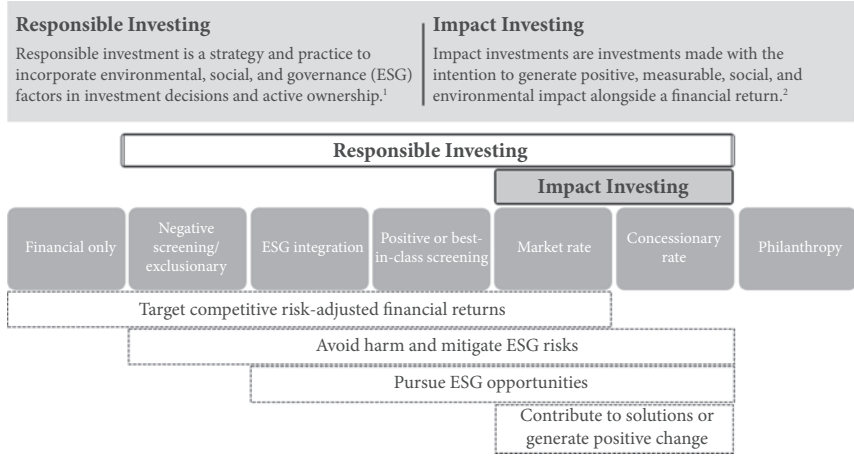 Responsible Investing
Responsible investment is a strategy and practice to
incorporate environmental, social, and governance (ESG)
factors in investment decisions and active ownership.¹
Impact Investing
Impact investments are investments made with the
intention to generate positive, measurable, social, and
environmental impact alongside a financial return.²
Responsible Investing
Impact Investing
Financial only
Negative
screening/
exclusionary
ESG integration
Positive or best-
in-class screening
Market rate
Concessionary
rate
Philanthropy
Target competitive risk-adjusted financial returns
Avoid harm and mitigate ESG risks
Pursue ESG opportunities
Contribute to solutions or
generate positive change